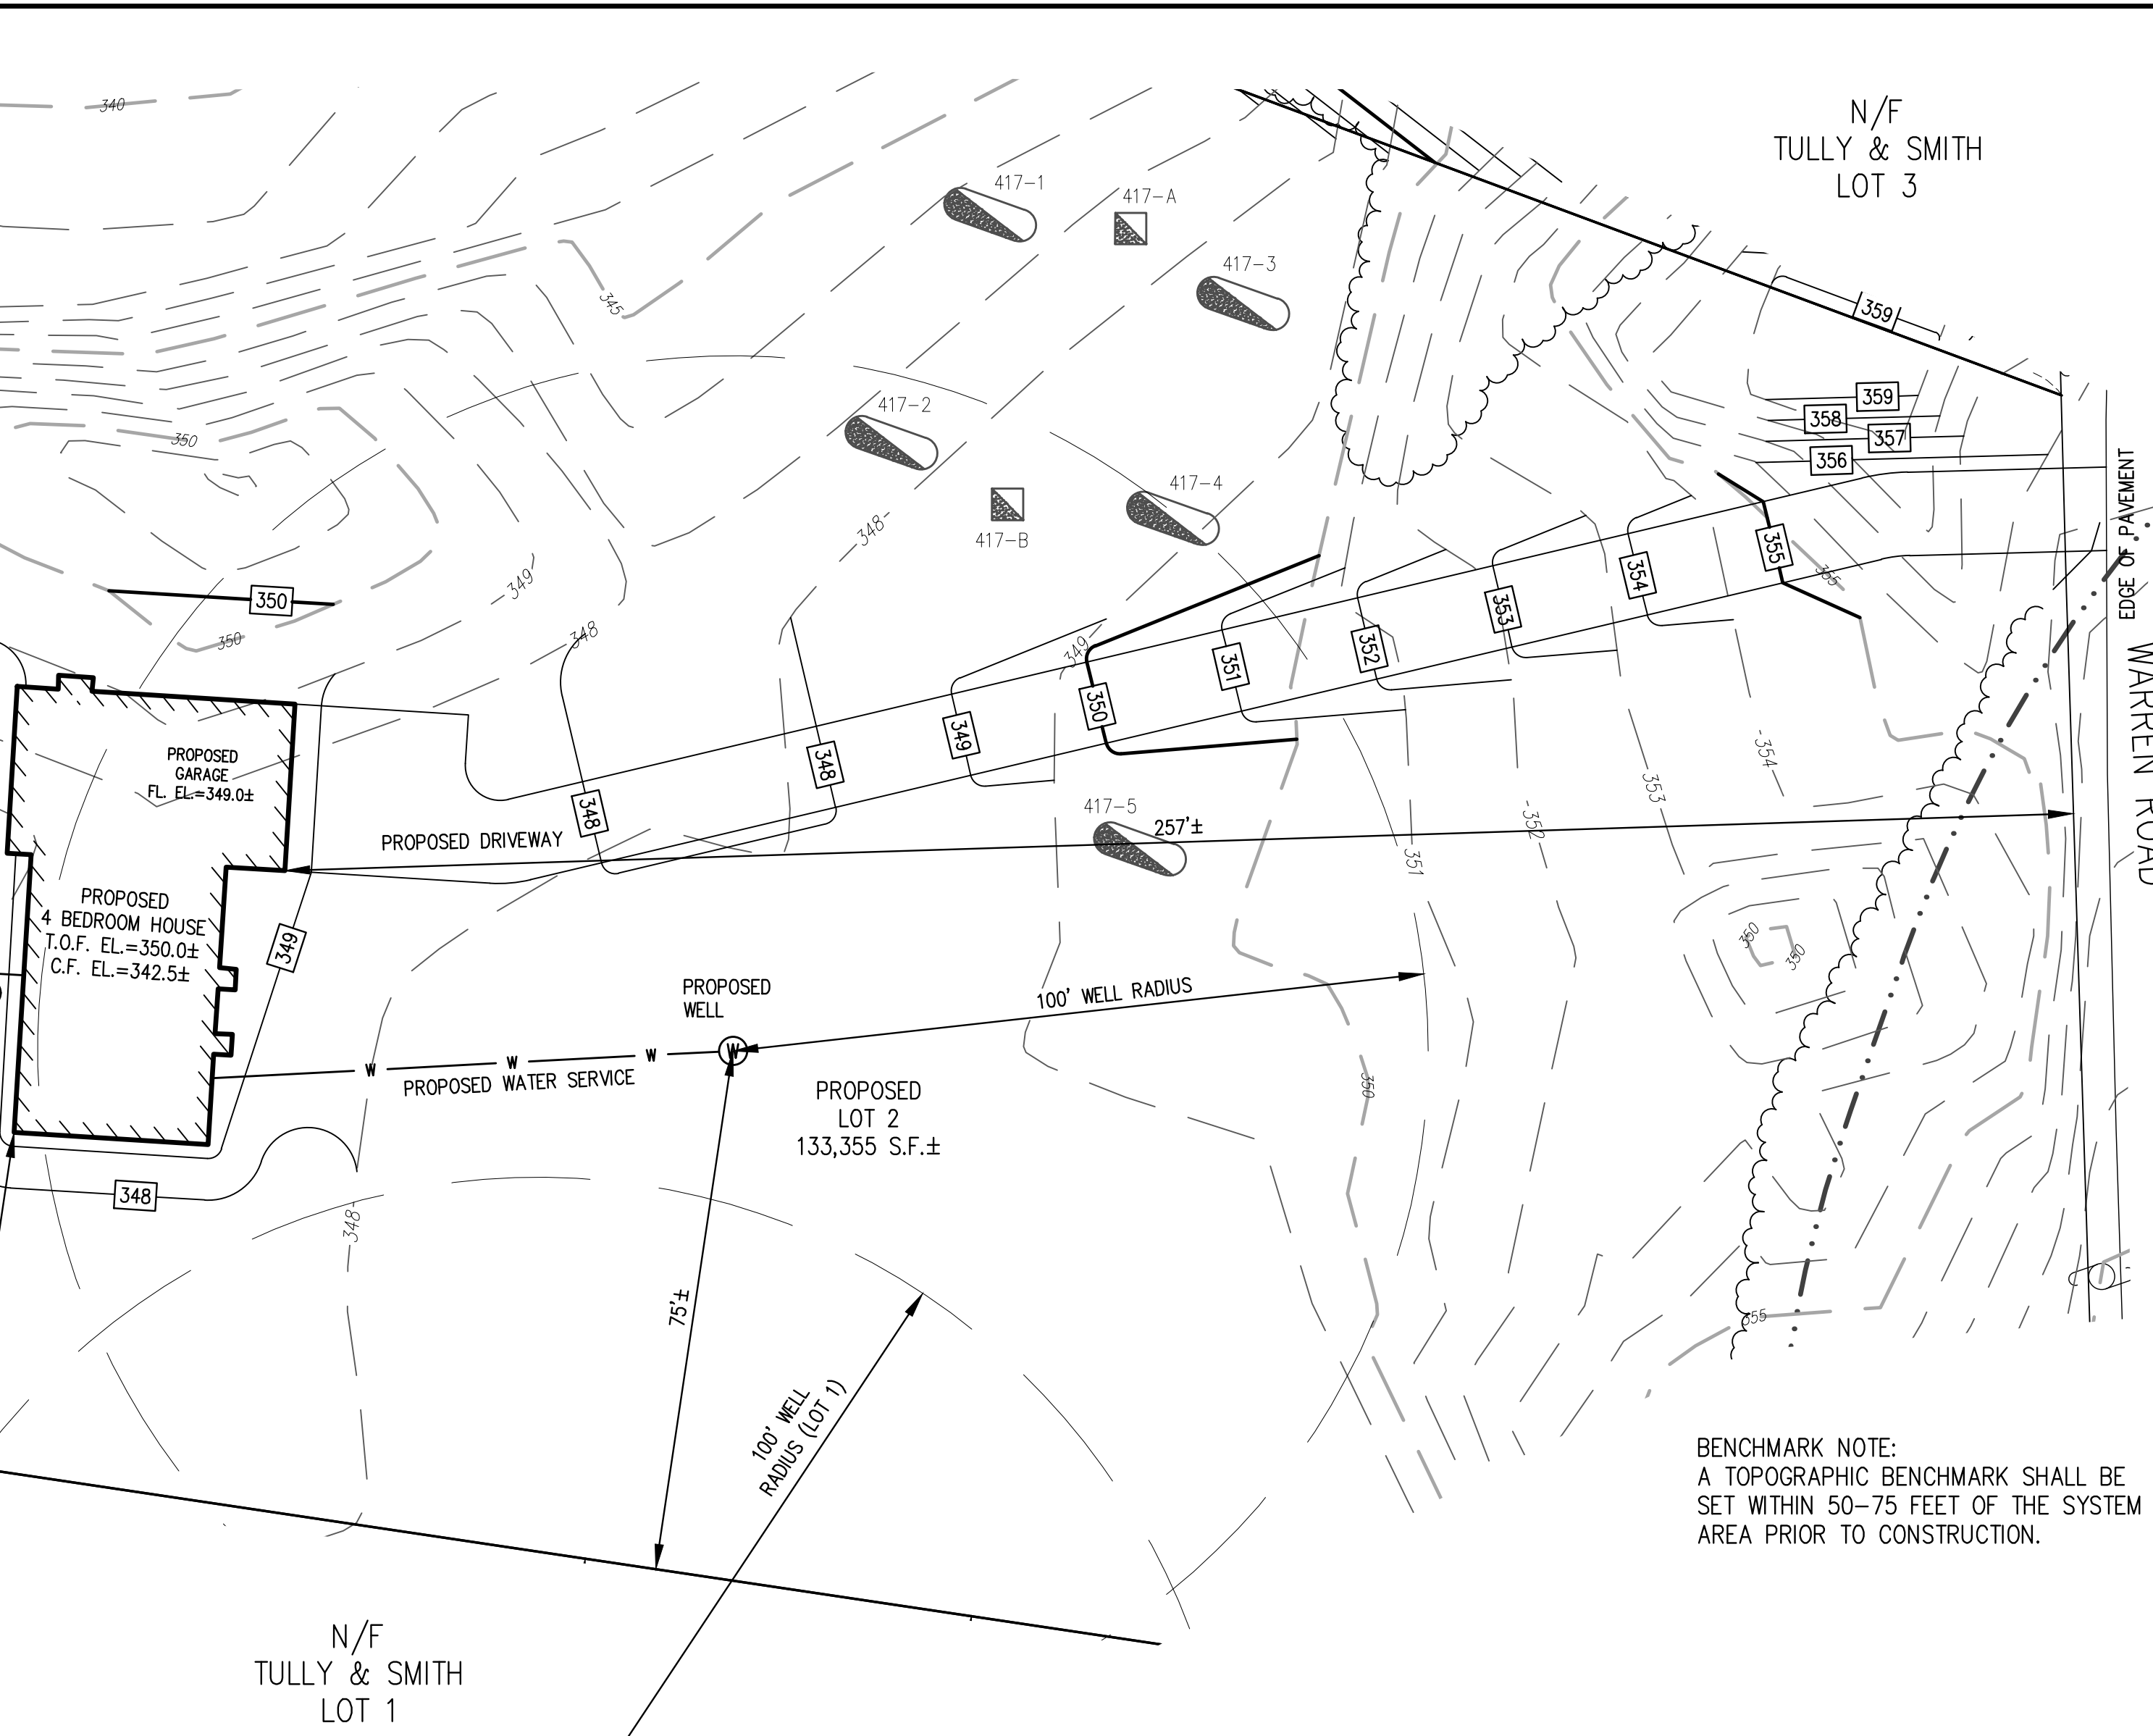 340
N/F
TULLY & SMITH
LOT 3
417-1
417-A
417-3
345
359
359
358
357
356
417-2
350
417-4
348
417-B
EDGE OF PAVEMENT
355
355
354
353
352
351
350
349
349
348
348
348
349
350
350
WARREN ROAD
PROPOSED
GARAGE
FL. EL.=349.0±
354
353
352
351
417-5
257'±
PROPOSED DRIVEWAY
PROPOSED
4 BEDROOM HOUSE
T.O.F. EL.=350.0±
C.F. EL.=342.5±
349
350
350
PROPOSED
WELL
100' WELL RADIUS
W
W W W
PROPOSED WATER SERVICE
350
PROPOSED
LOT 2
133,355 S.F.±
348
348
75'±
355
100' WELL
RADIUS (LOT 1)
BENCHMARK NOTE:
A TOPOGRAPHIC BENCHMARK SHALL BE
SET WITHIN 50-75 FEET OF THE SYSTEM
AREA PRIOR TO CONSTRUCTION.
N/F
TULLY & SMITH
LOT 1